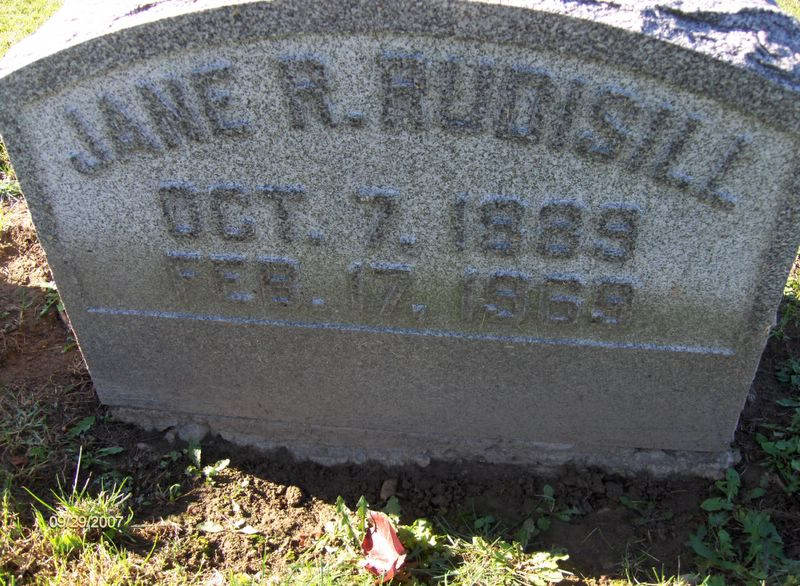 JANE R. RUDISILL
OCT. 7. 1889
FEB. 17, 1969
09/29/2007